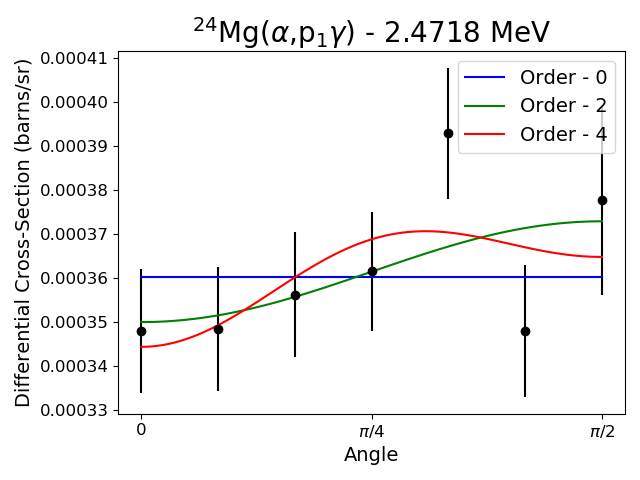 ²⁴Mg(α,p₁γ) - 2.4718 MeV
Differential Cross-Section (barns/sr)
0.00041
0.00040
0.00039
0.00038
0.00037
0.00036
0.00035
0.00034
0.00033
Order - 0
Order - 2
Order - 4
0 π/4 π/2
Angle